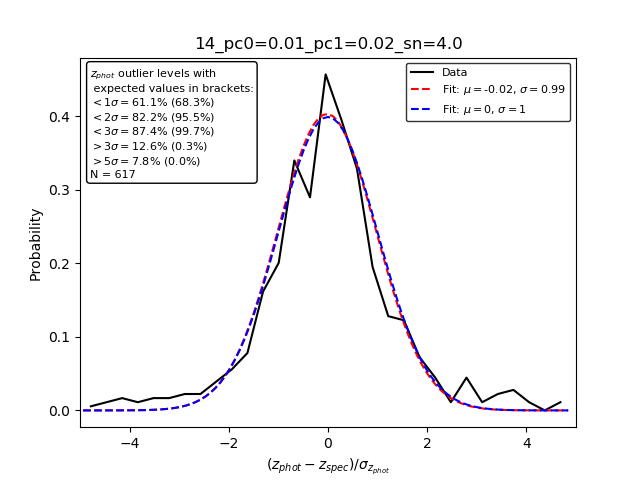 14_pc0=0.01_pc1=0.02_sn=4.0
z_phot outlier levels with
expected values in brackets:
<1σ = 61.1% (68.3%)
<2σ = 82.2% (95.5%)
<3σ = 87.4% (99.7%)
>3σ = 12.6% (0.3%)
>5σ = 7.8% (0.0%)
N = 617
Data
Fit: μ = -0.02, σ = 0.99
Fit: μ = 0, σ = 1
Probability
0.4
0.3
0.2
0.1
0.0
−4 −2 0 2 4
(z_phot − z_spec)/σ_z_phot